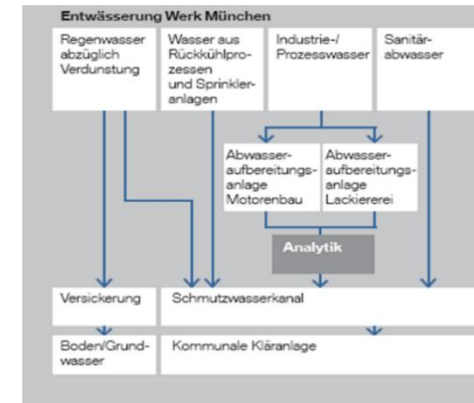 Entwässerung Werk München
Regenwasser
abzüglich
Verdunstung
Wasser aus
Rückkühlpro-
zessen
und Sprinkler-
anlagen
Industrie-/
Prozesswasser
Sanitär-
abwasser
Abwasser-
aufbereitungs-
anlage
Motorenbau
Abwasser-
aufbereitungs-
anlage
Lackiererei
Analytik
Versickerung
Schmutzwasserkanal
Boden/Grund-
wasser
Kommunale Kläranlage